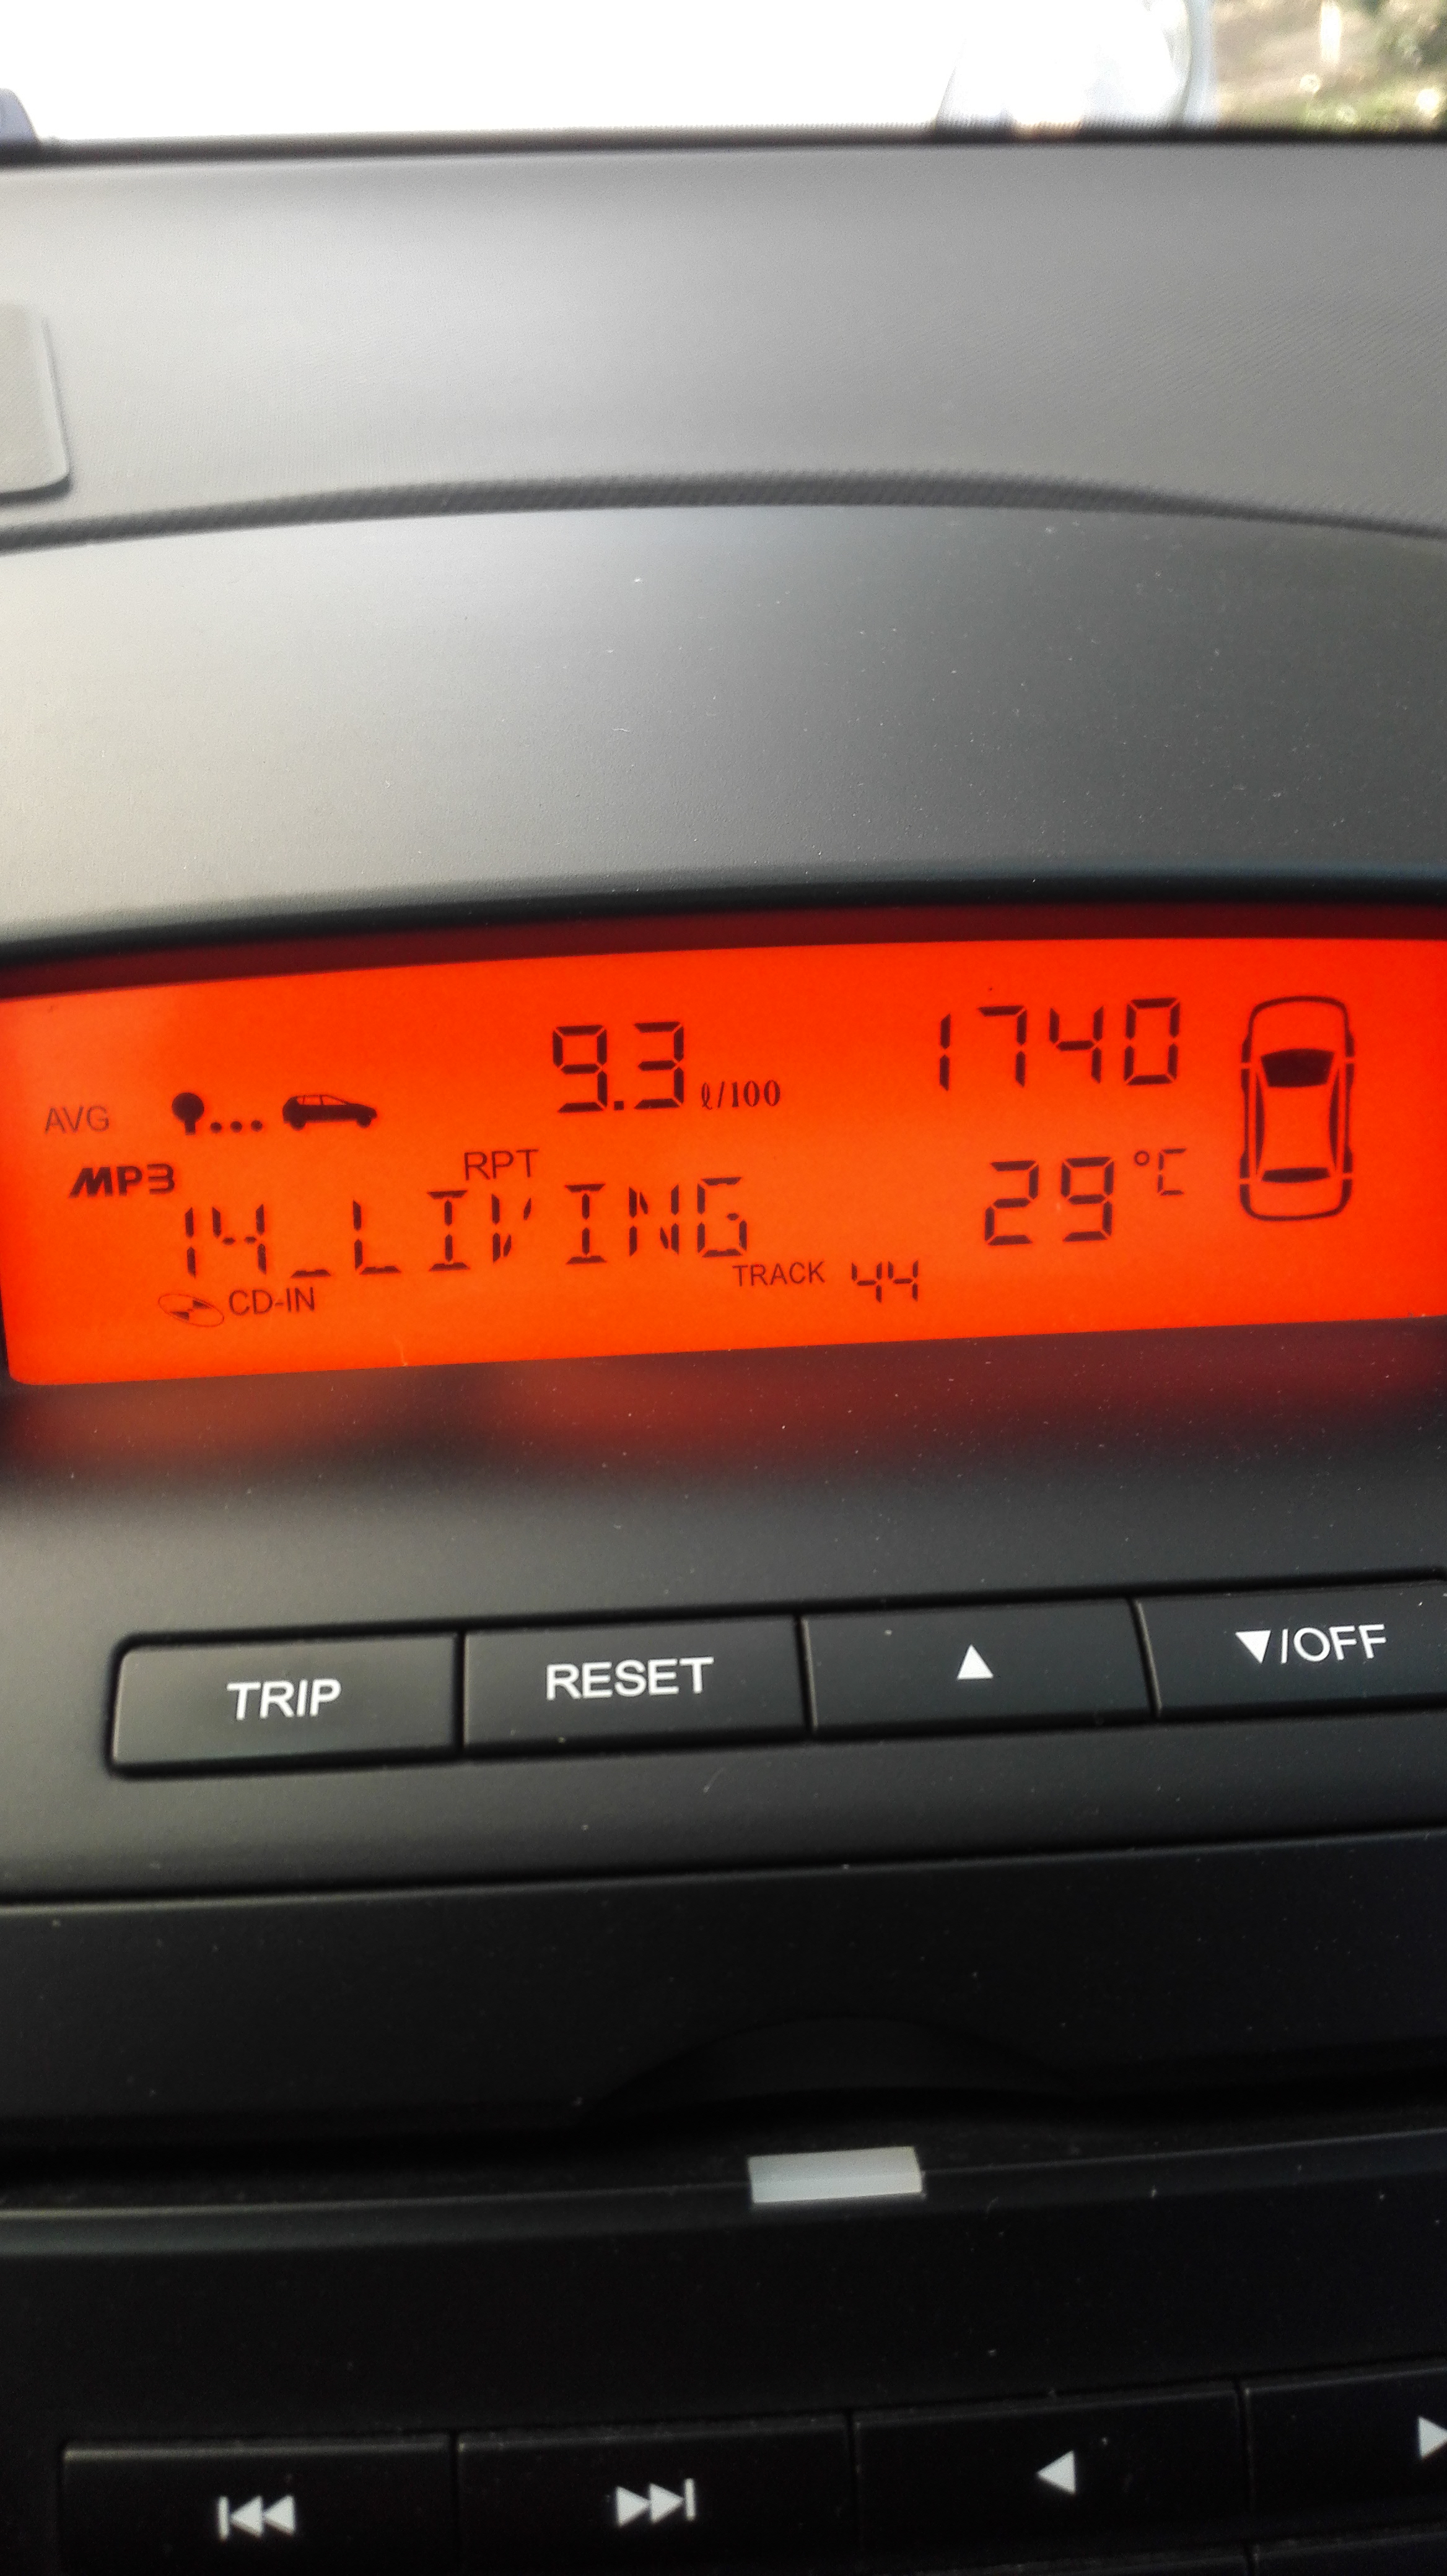 9.3 ℓ/100 1740
AVG
MP3 RPT
14_LIVING 29°C
CD-IN TRACK 44
TRIP RESET ▲ ▼/OFF